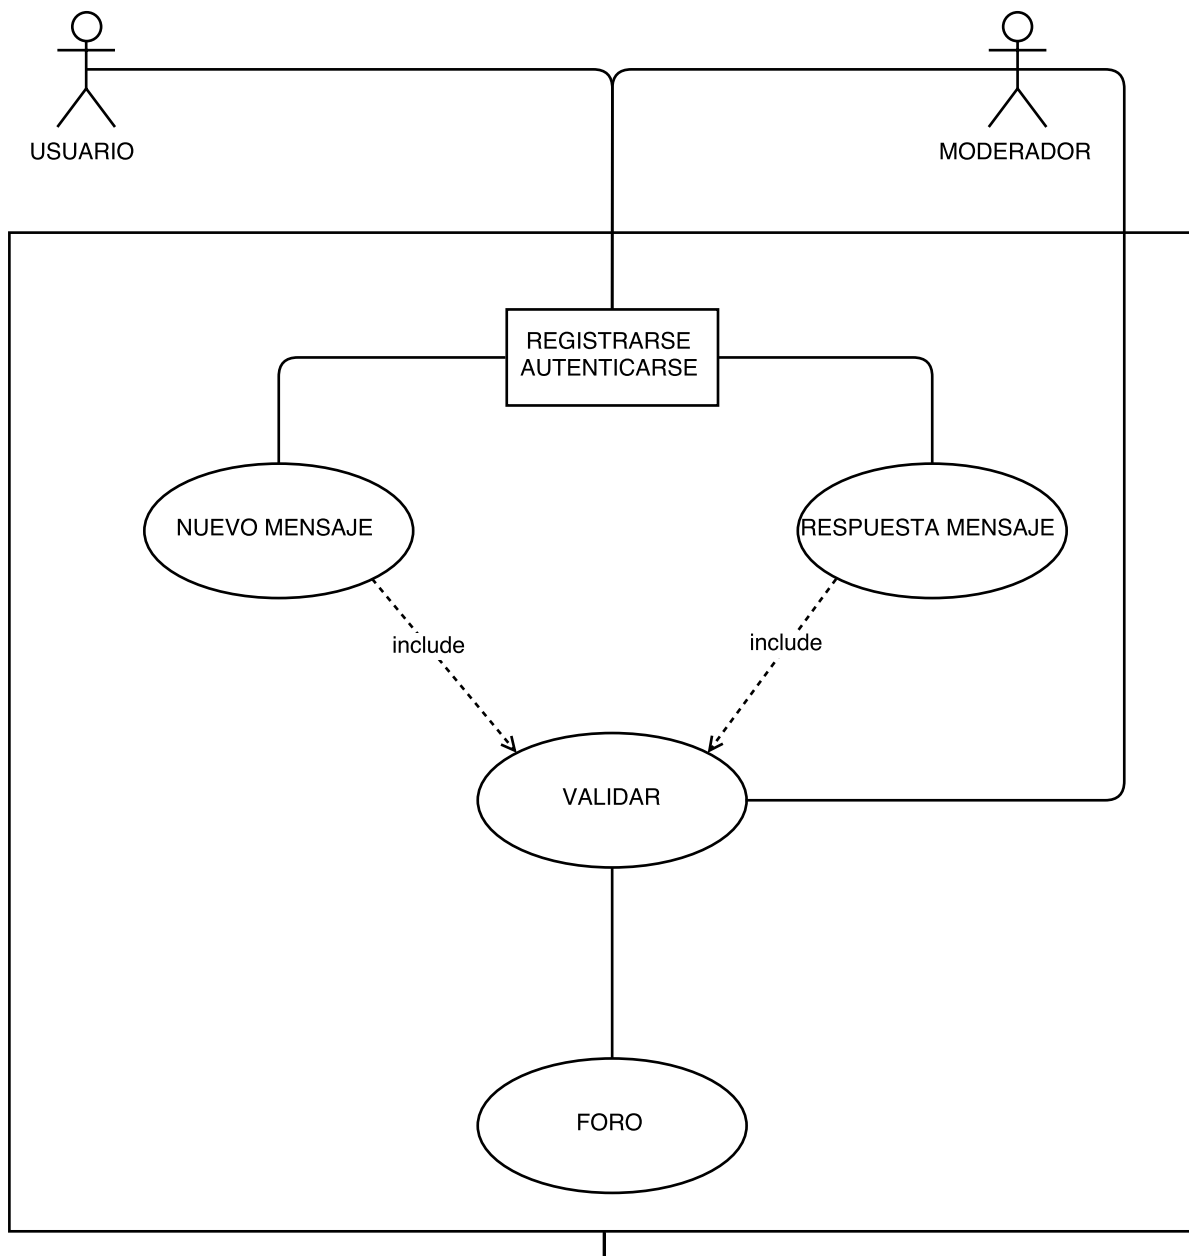 USUARIO
MODERADOR
REGISTRARSE
AUTENTICARSE
NUEVO MENSAJE
RESPUESTA MENSAJE
include
include
VALIDAR
FORO